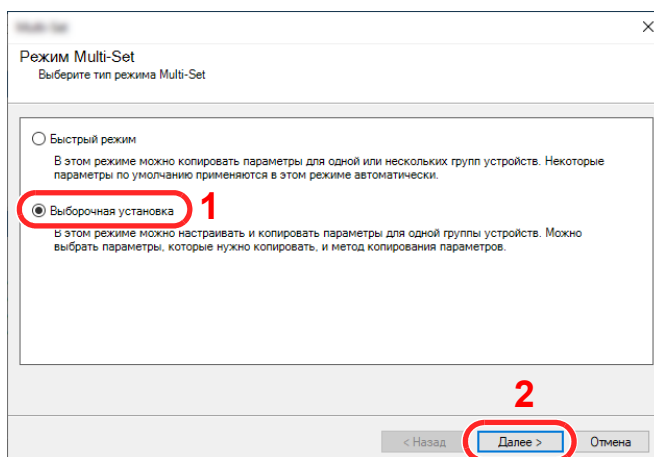 Режим Multi-Set
Выберите тип режима Multi-Set
Быстрый режим
В этом режиме можно копировать параметры для одной или нескольких групп устройств. Некоторые
параметры по умолчанию применяются в этом режиме автоматически.
Выборочная установка 1
В этом режиме можно настраивать и копировать параметры для одной группы устройств. Можно
выбрать параметры, которые нужно копировать, и метод копирования параметров.
2
< Назад Далее > Отмена